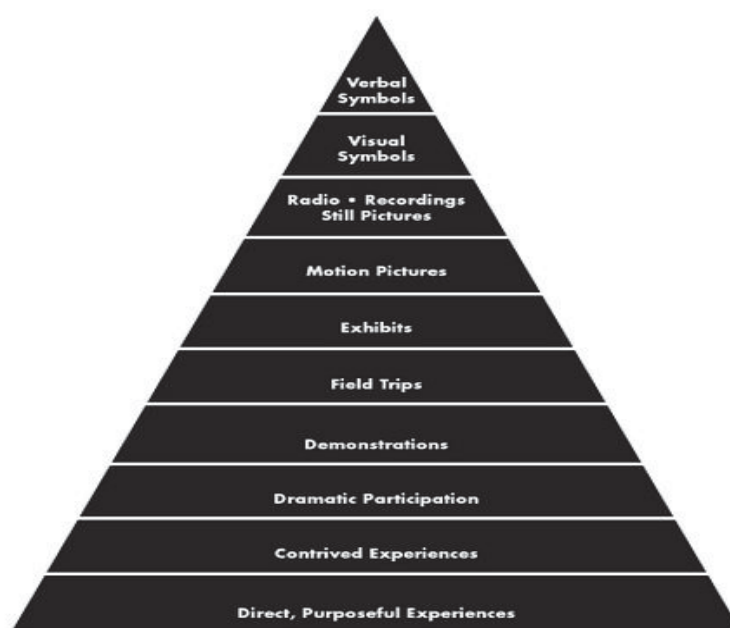 Verbal
Symbols
Visual
Symbols
Radio • Recordings
Still Pictures
Motion Pictures
Exhibits
Field Trips
Demonstrations
Dramatic Participation
Contrived Experiences
Direct, Purposeful Experiences